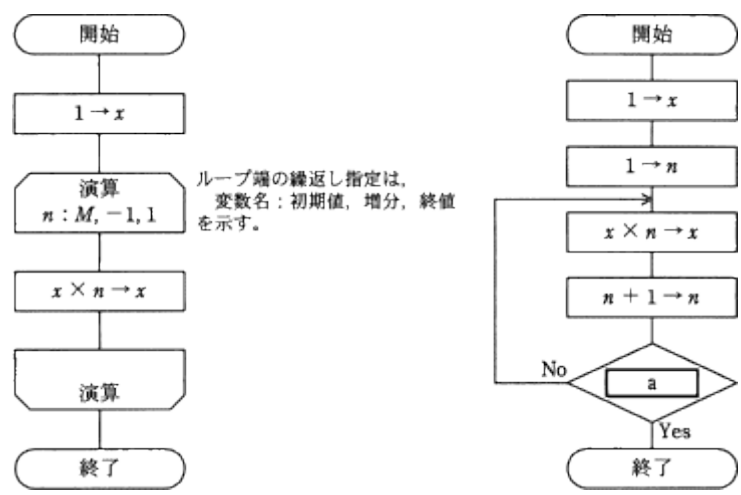 開始
1 → x
演算
n : M, −1, 1
x × n → x
演算
終了
ループ端の繰返し指定は,
変数名 : 初期値, 増分, 終値
を示す。
開始
1 → x
1 → n
x × n → x
n + 1 → n
a
No
Yes
終了